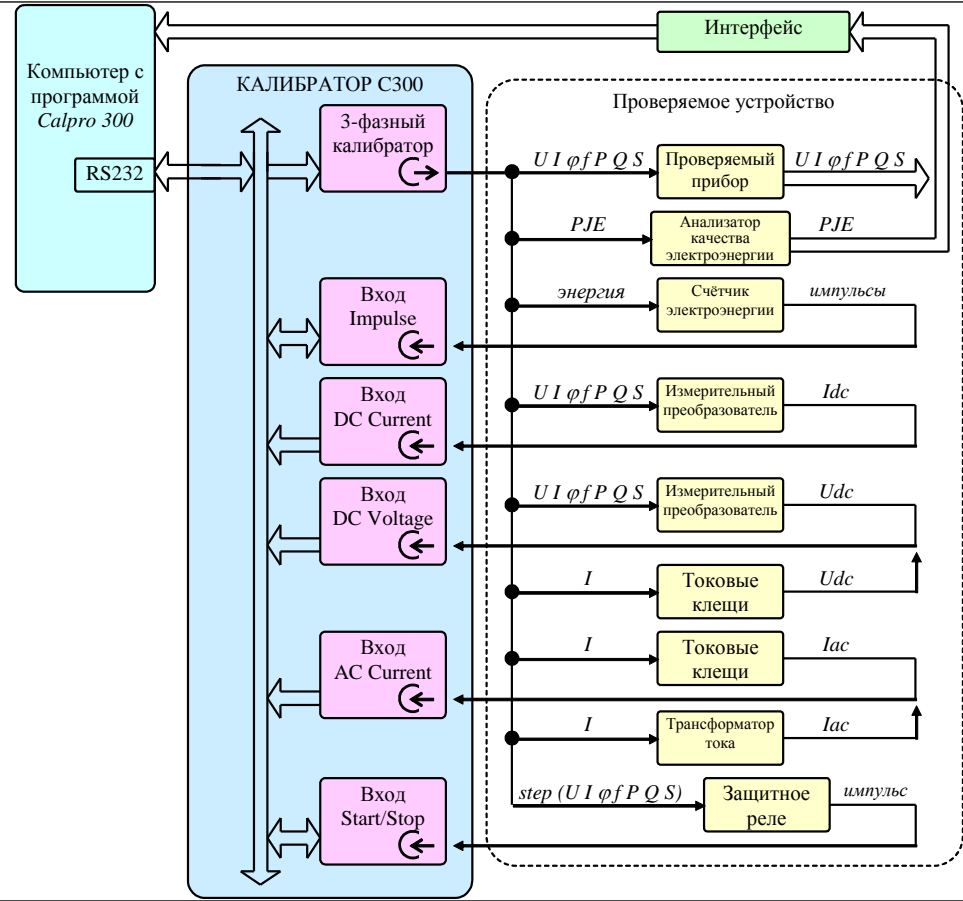 Интерфейс
Компьютер с
программой
Calpro 300
RS232
КАЛИБРАТОР С300
3-фазный
калибратор
Вход
Impulse
Вход
DC Current
Вход
DC Voltage
Вход
AC Current
Вход
Start/Stop
Проверяемое устройство
U I φ f P Q S
Проверяемый
прибор
U I φ f P Q S
PJE
Анализатор
качества
электроэнергии
PJE
энергия
Счётчик
электроэнергии
импульсы
U I φ f P Q S
Измерительный
преобразователь
Idc
U I φ f P Q S
Измерительный
преобразователь
Udc
I
Токовые
клещи
Udc
I
Токовые
клещи
Iac
I
Трансформатор
тока
Iac
step (U I φ f P Q S)
Защитное
реле
импульс